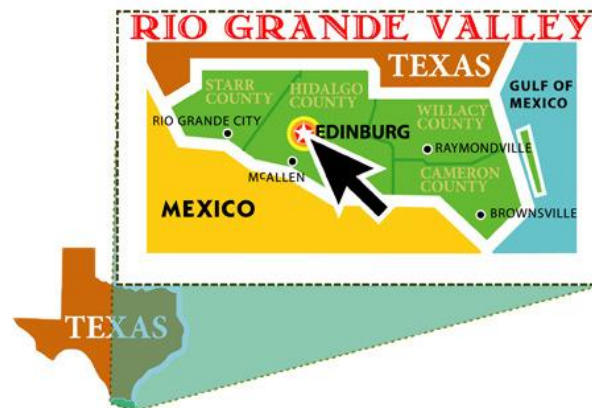 RIO GRANDE VALLEY
TEXAS
GULF OF
MEXICO
STARR
COUNTY
HIDALGO
COUNTY
WILLACY
COUNTY
RIO GRANDE CITY
EDINBURG
RAYMONDVILLE
MCALLEN
CAMERON
COUNTY
MEXICO
BROWNSVILLE
TEXAS